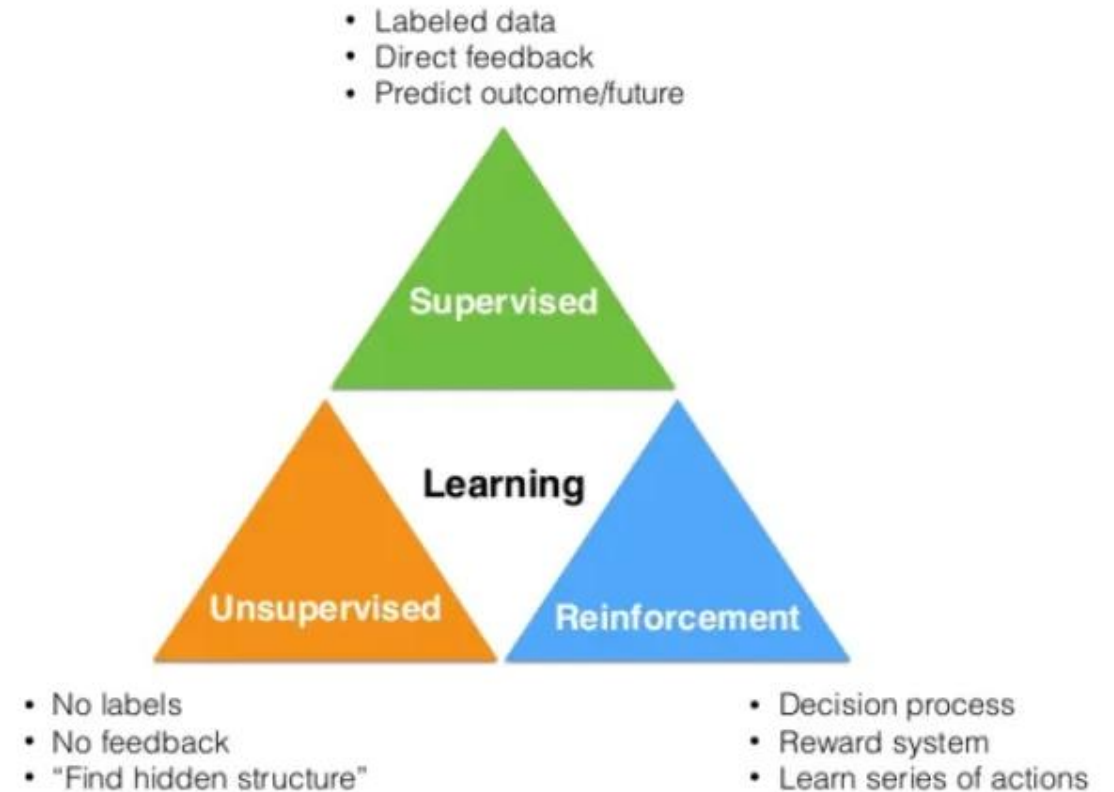 • Labeled data
• Direct feedback
• Predict outcome/future
Supervised
Learning
Unsupervised
Reinforcement
• No labels
• No feedback
• “Find hidden structure”
• Decision process
• Reward system
• Learn series of actions